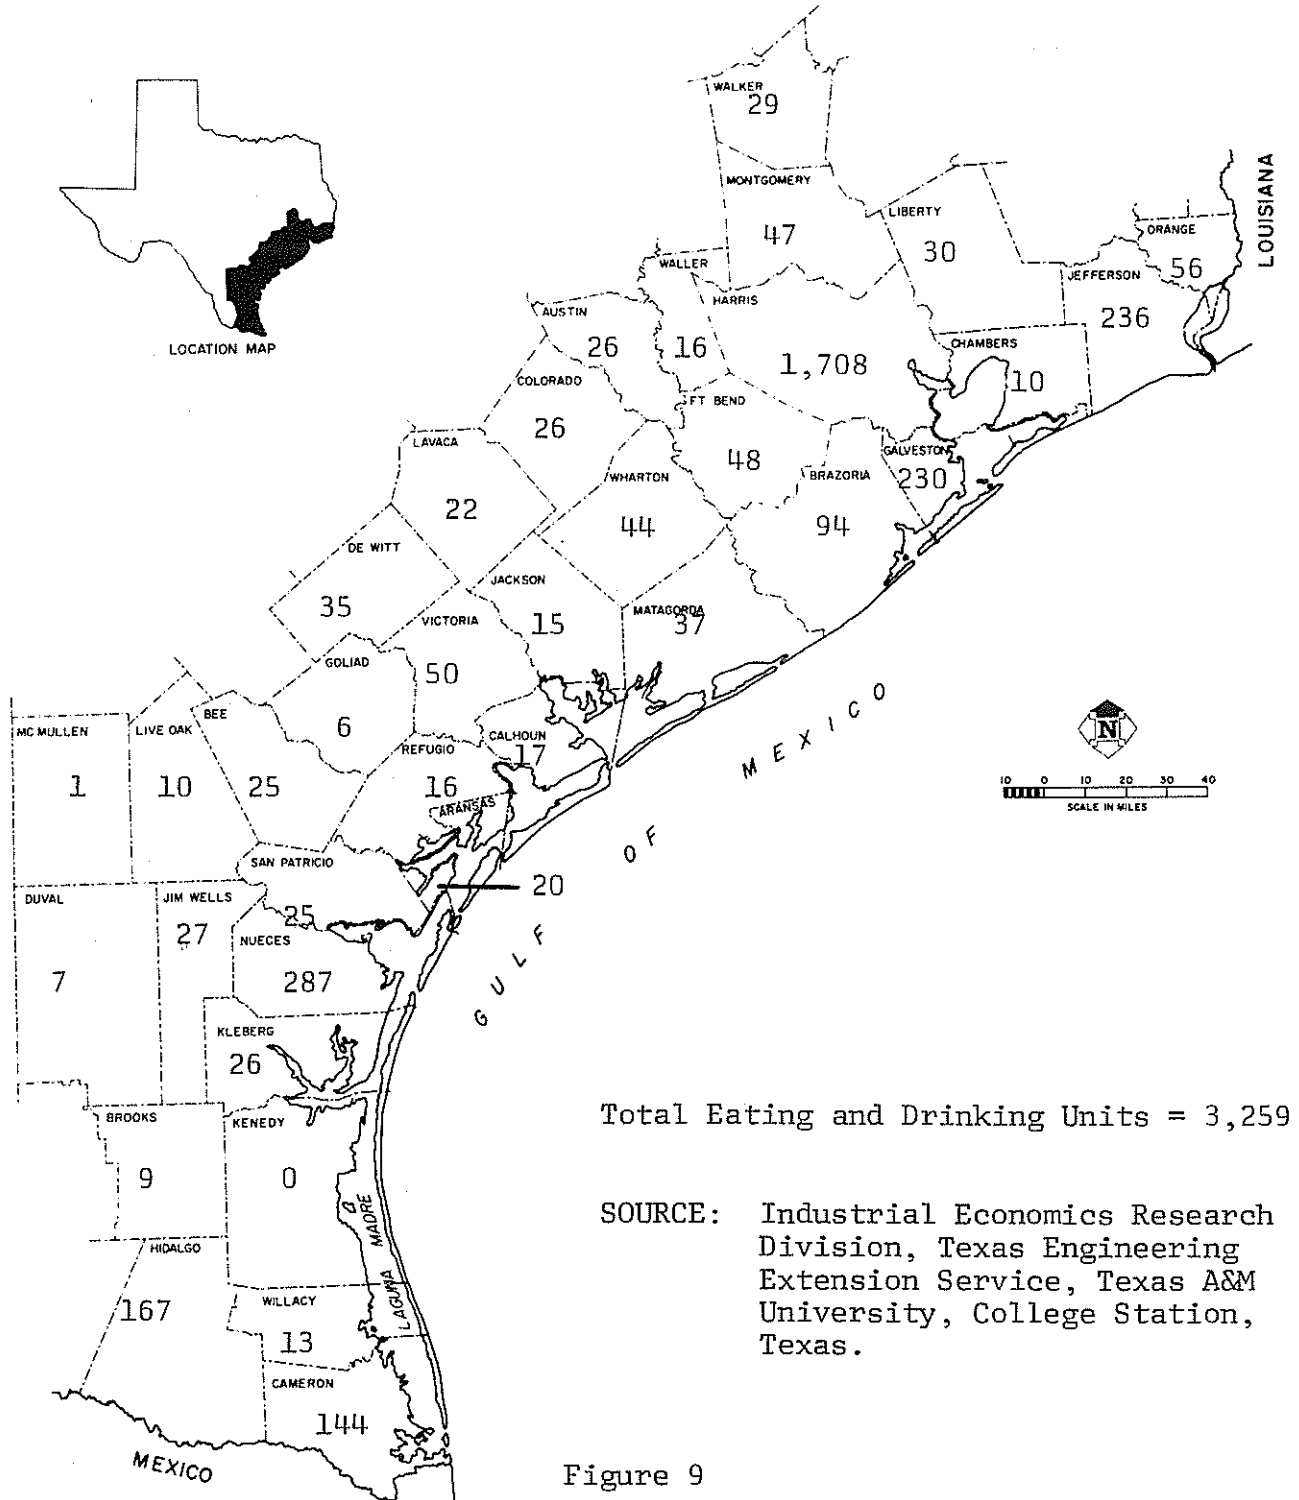 WALKER
29
MONTGOMERY
47
LIBERTY
30
ORANGE
56
LOUISIANA
JEFFERSON
236
WALLER
16
HARRIS
1,708
AUSTIN
26
CHAMBERS
10
LOCATION MAP
COLORADO
26
FT BEND
48
LAVACA
22
WHARTON
44
BRAZORIA
94
GALVESTON
230
DE WITT
35
JACKSON
15
MATAGORDA
37
VICTORIA
50
GOLIAD
6
MC MULLEN
1
LIVE OAK
10
BEE
25
REFUGIO
16
CALHOUN
17
ARANSAS
20
GULF OF MEXICO
N
10 0 10 20 30 40
SCALE IN MILES
SAN PATRICIO
25
DUVAL
7
JIM WELLS
27
NUECES
287
KLEBERG
26
BROOKS
9
KENEDY
0
LAGUNA MADRE
HIDALGO
167
WILLACY
13
CAMERON
144
MEXICO
Total Eating and Drinking Units = 3,259
SOURCE: Industrial Economics Research
Division, Texas Engineering
Extension Service, Texas A&M
University, College Station,
Texas.
Figure 9